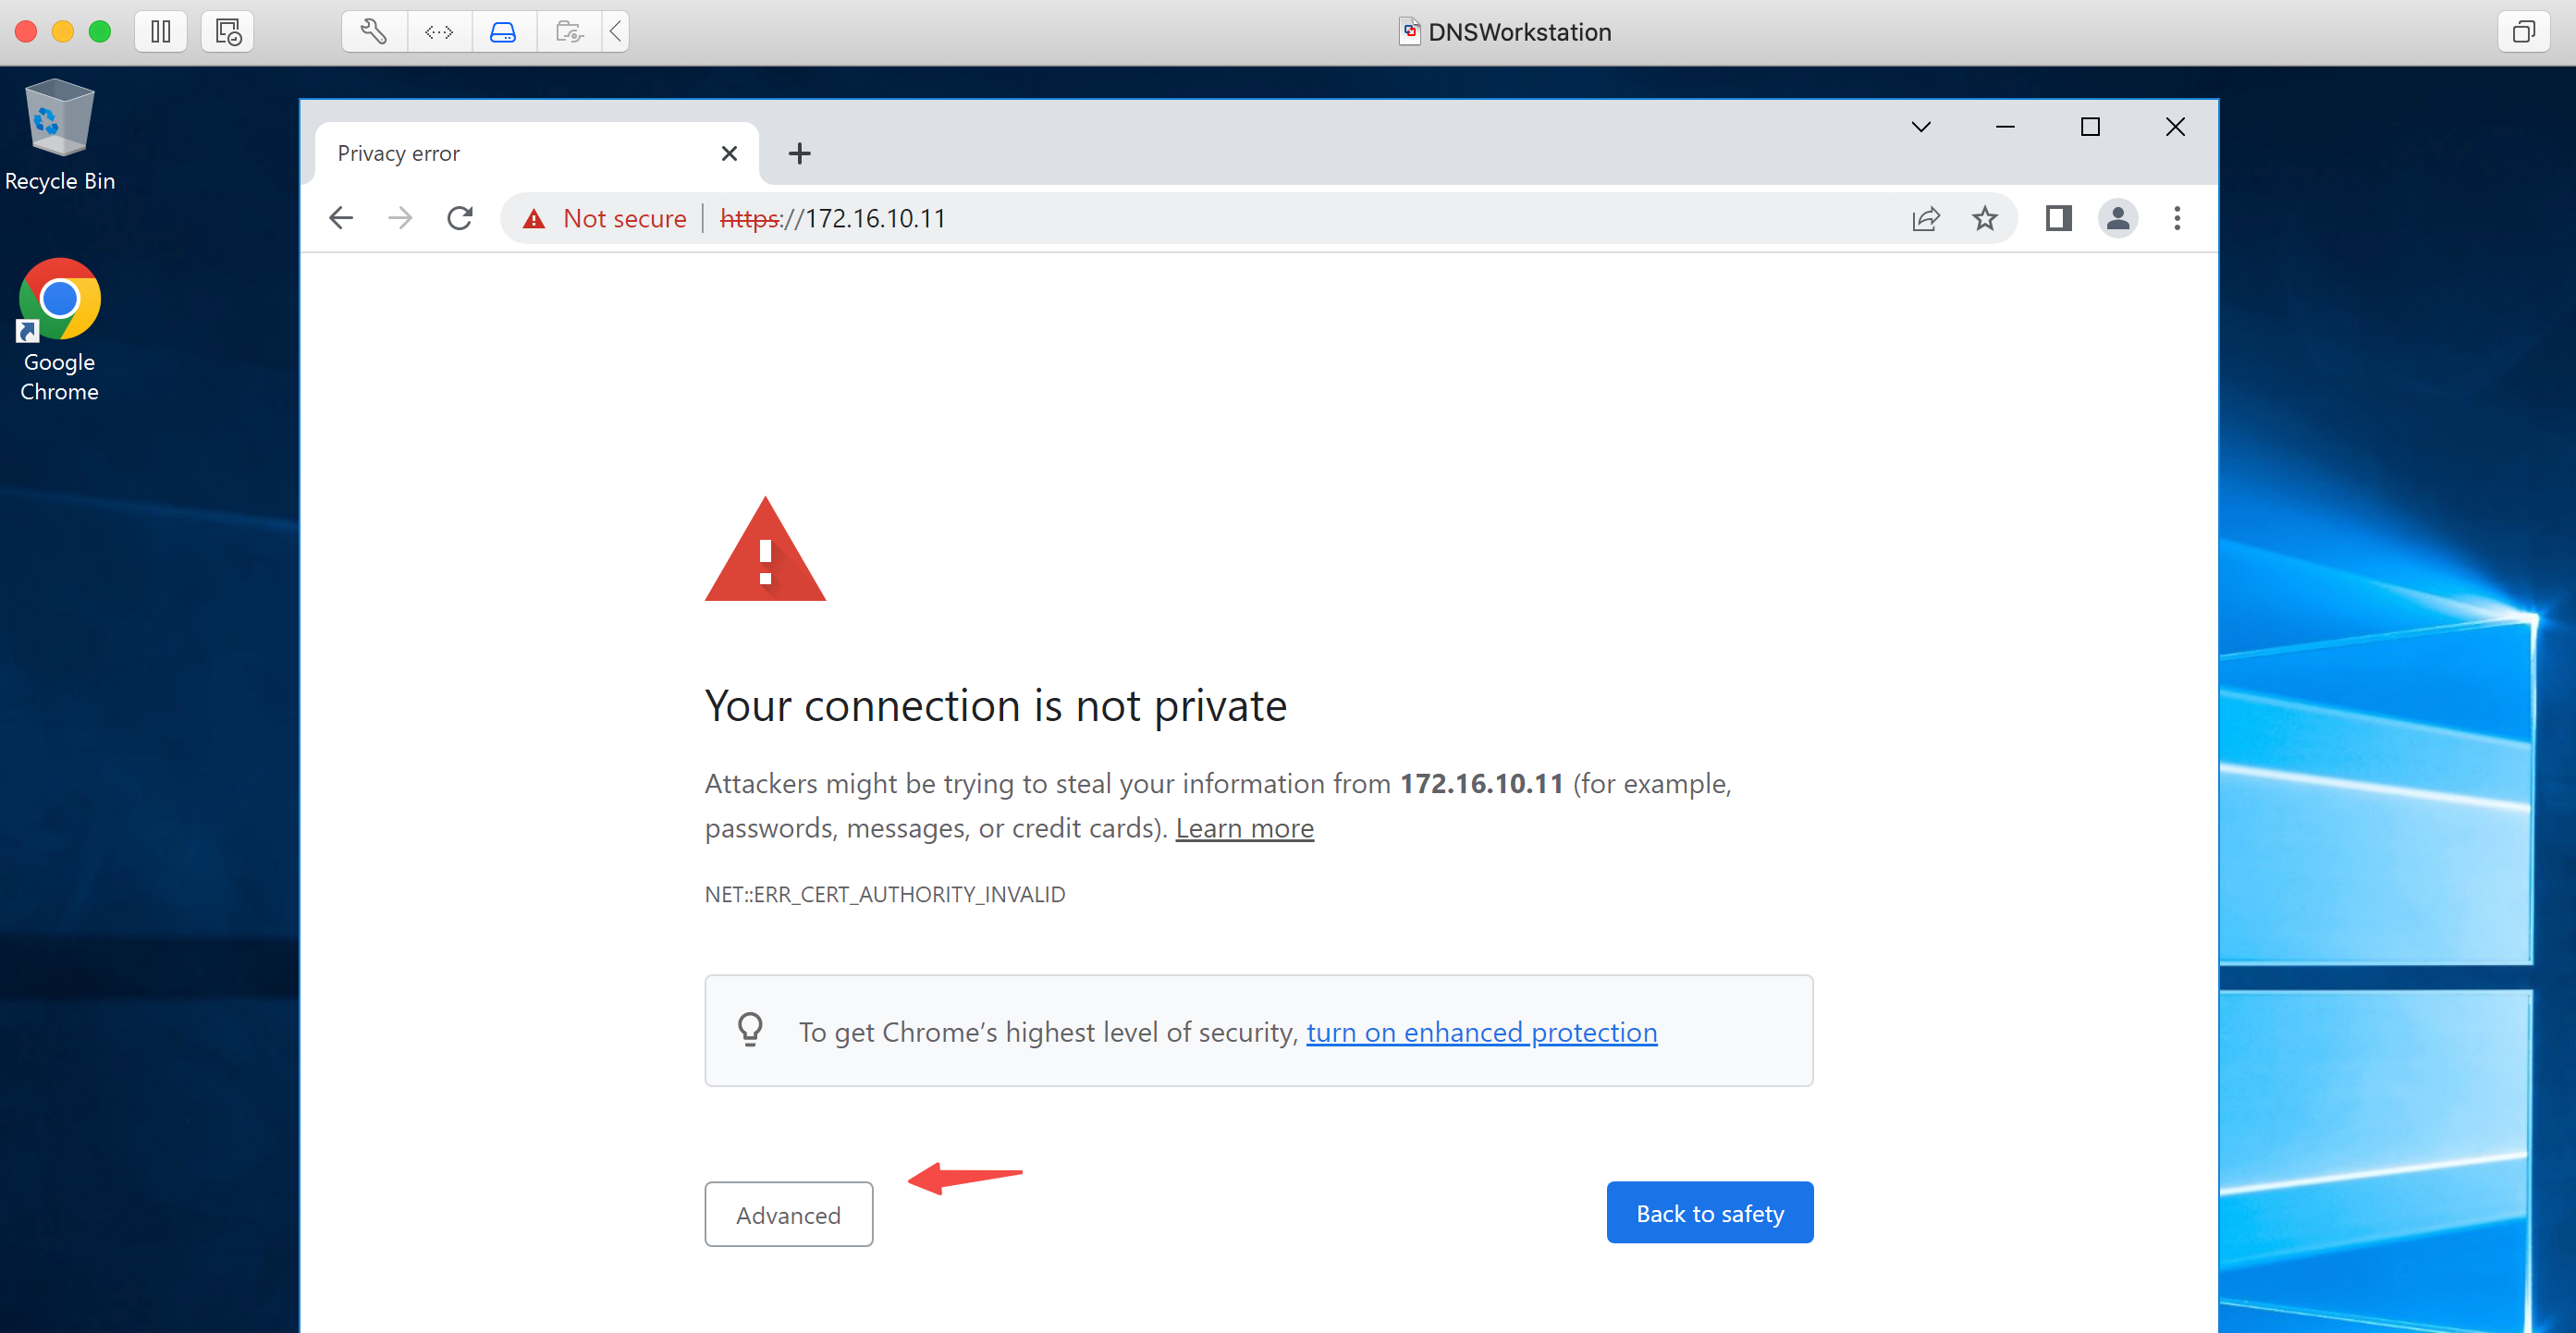 DNSWorkstation
Recycle Bin
Google
Chrome
Privacy error
Not secure
https://172.16.10.11
Your connection is not private
Attackers might be trying to steal your information from 172.16.10.11 (for example,
passwords, messages, or credit cards). Learn more
NET::ERR_CERT_AUTHORITY_INVALID
To get Chrome’s highest level of security, turn on enhanced protection
Advanced
Back to safety